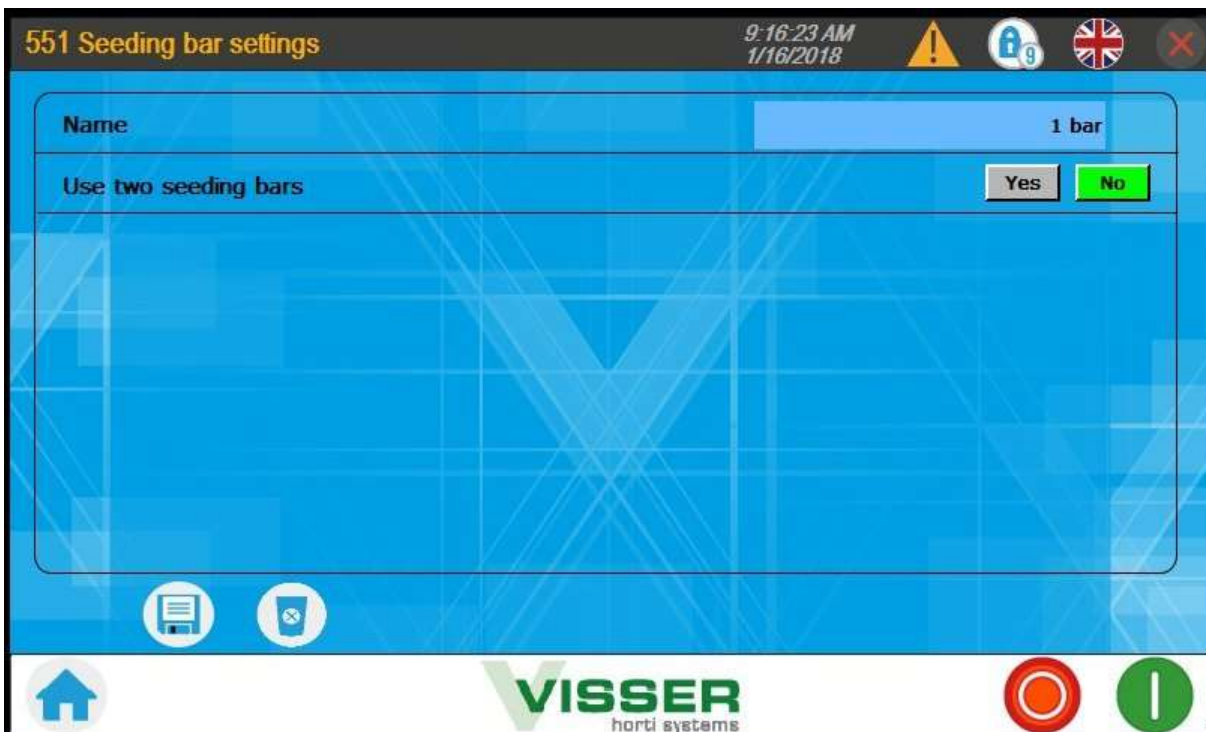 551 Seeding bar settings
9:16:23 AM
1/16/2018
9
Name
1 bar
Use two seeding bars
Yes
No
VISSER
horti systems